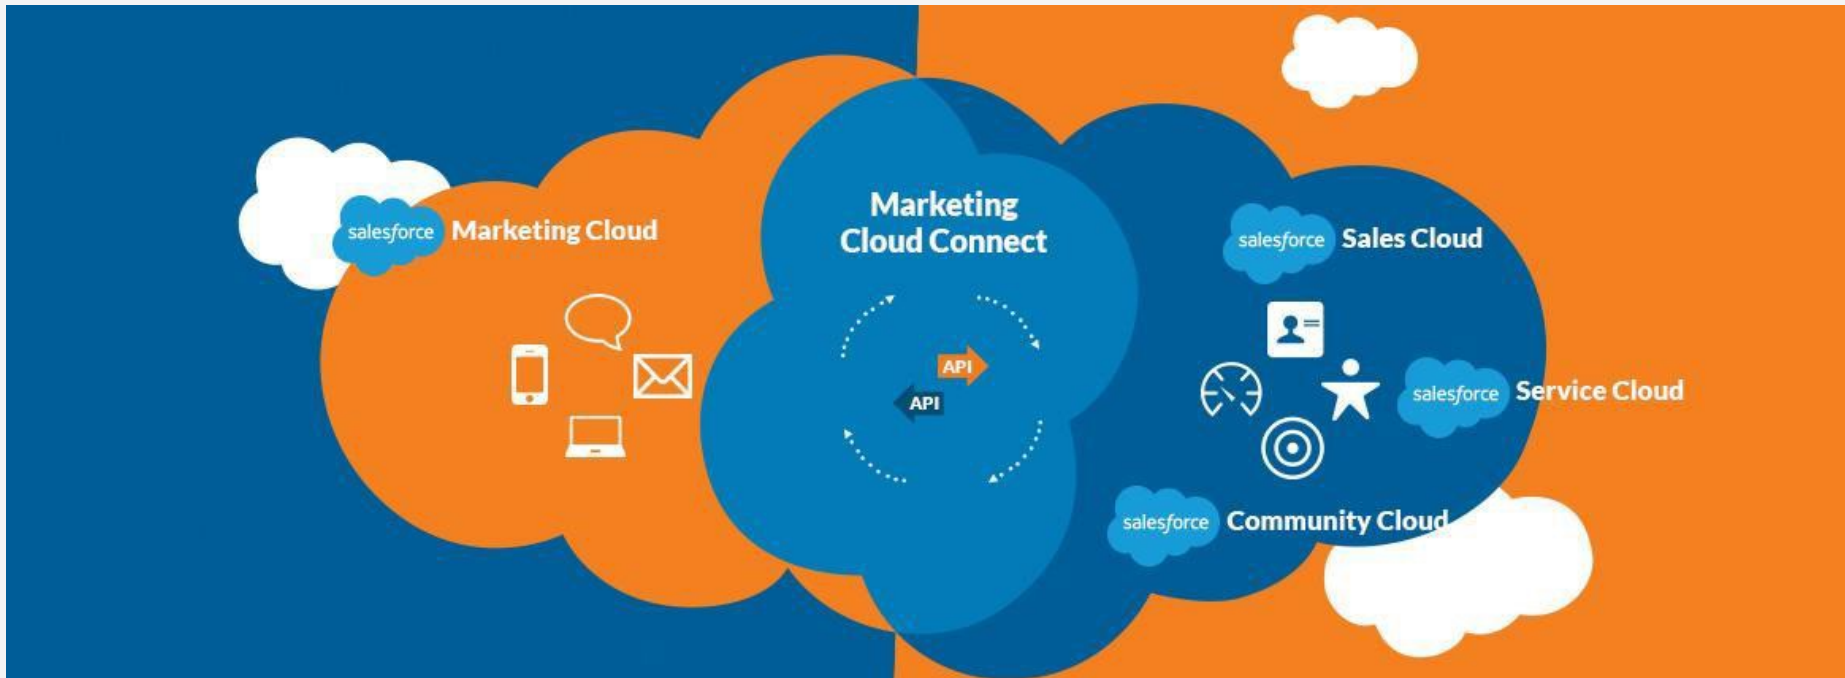 Marketing
Cloud Connect
salesforce Marketing Cloud
salesforce Sales Cloud
API
API
salesforce Service Cloud
salesforce Community Cloud